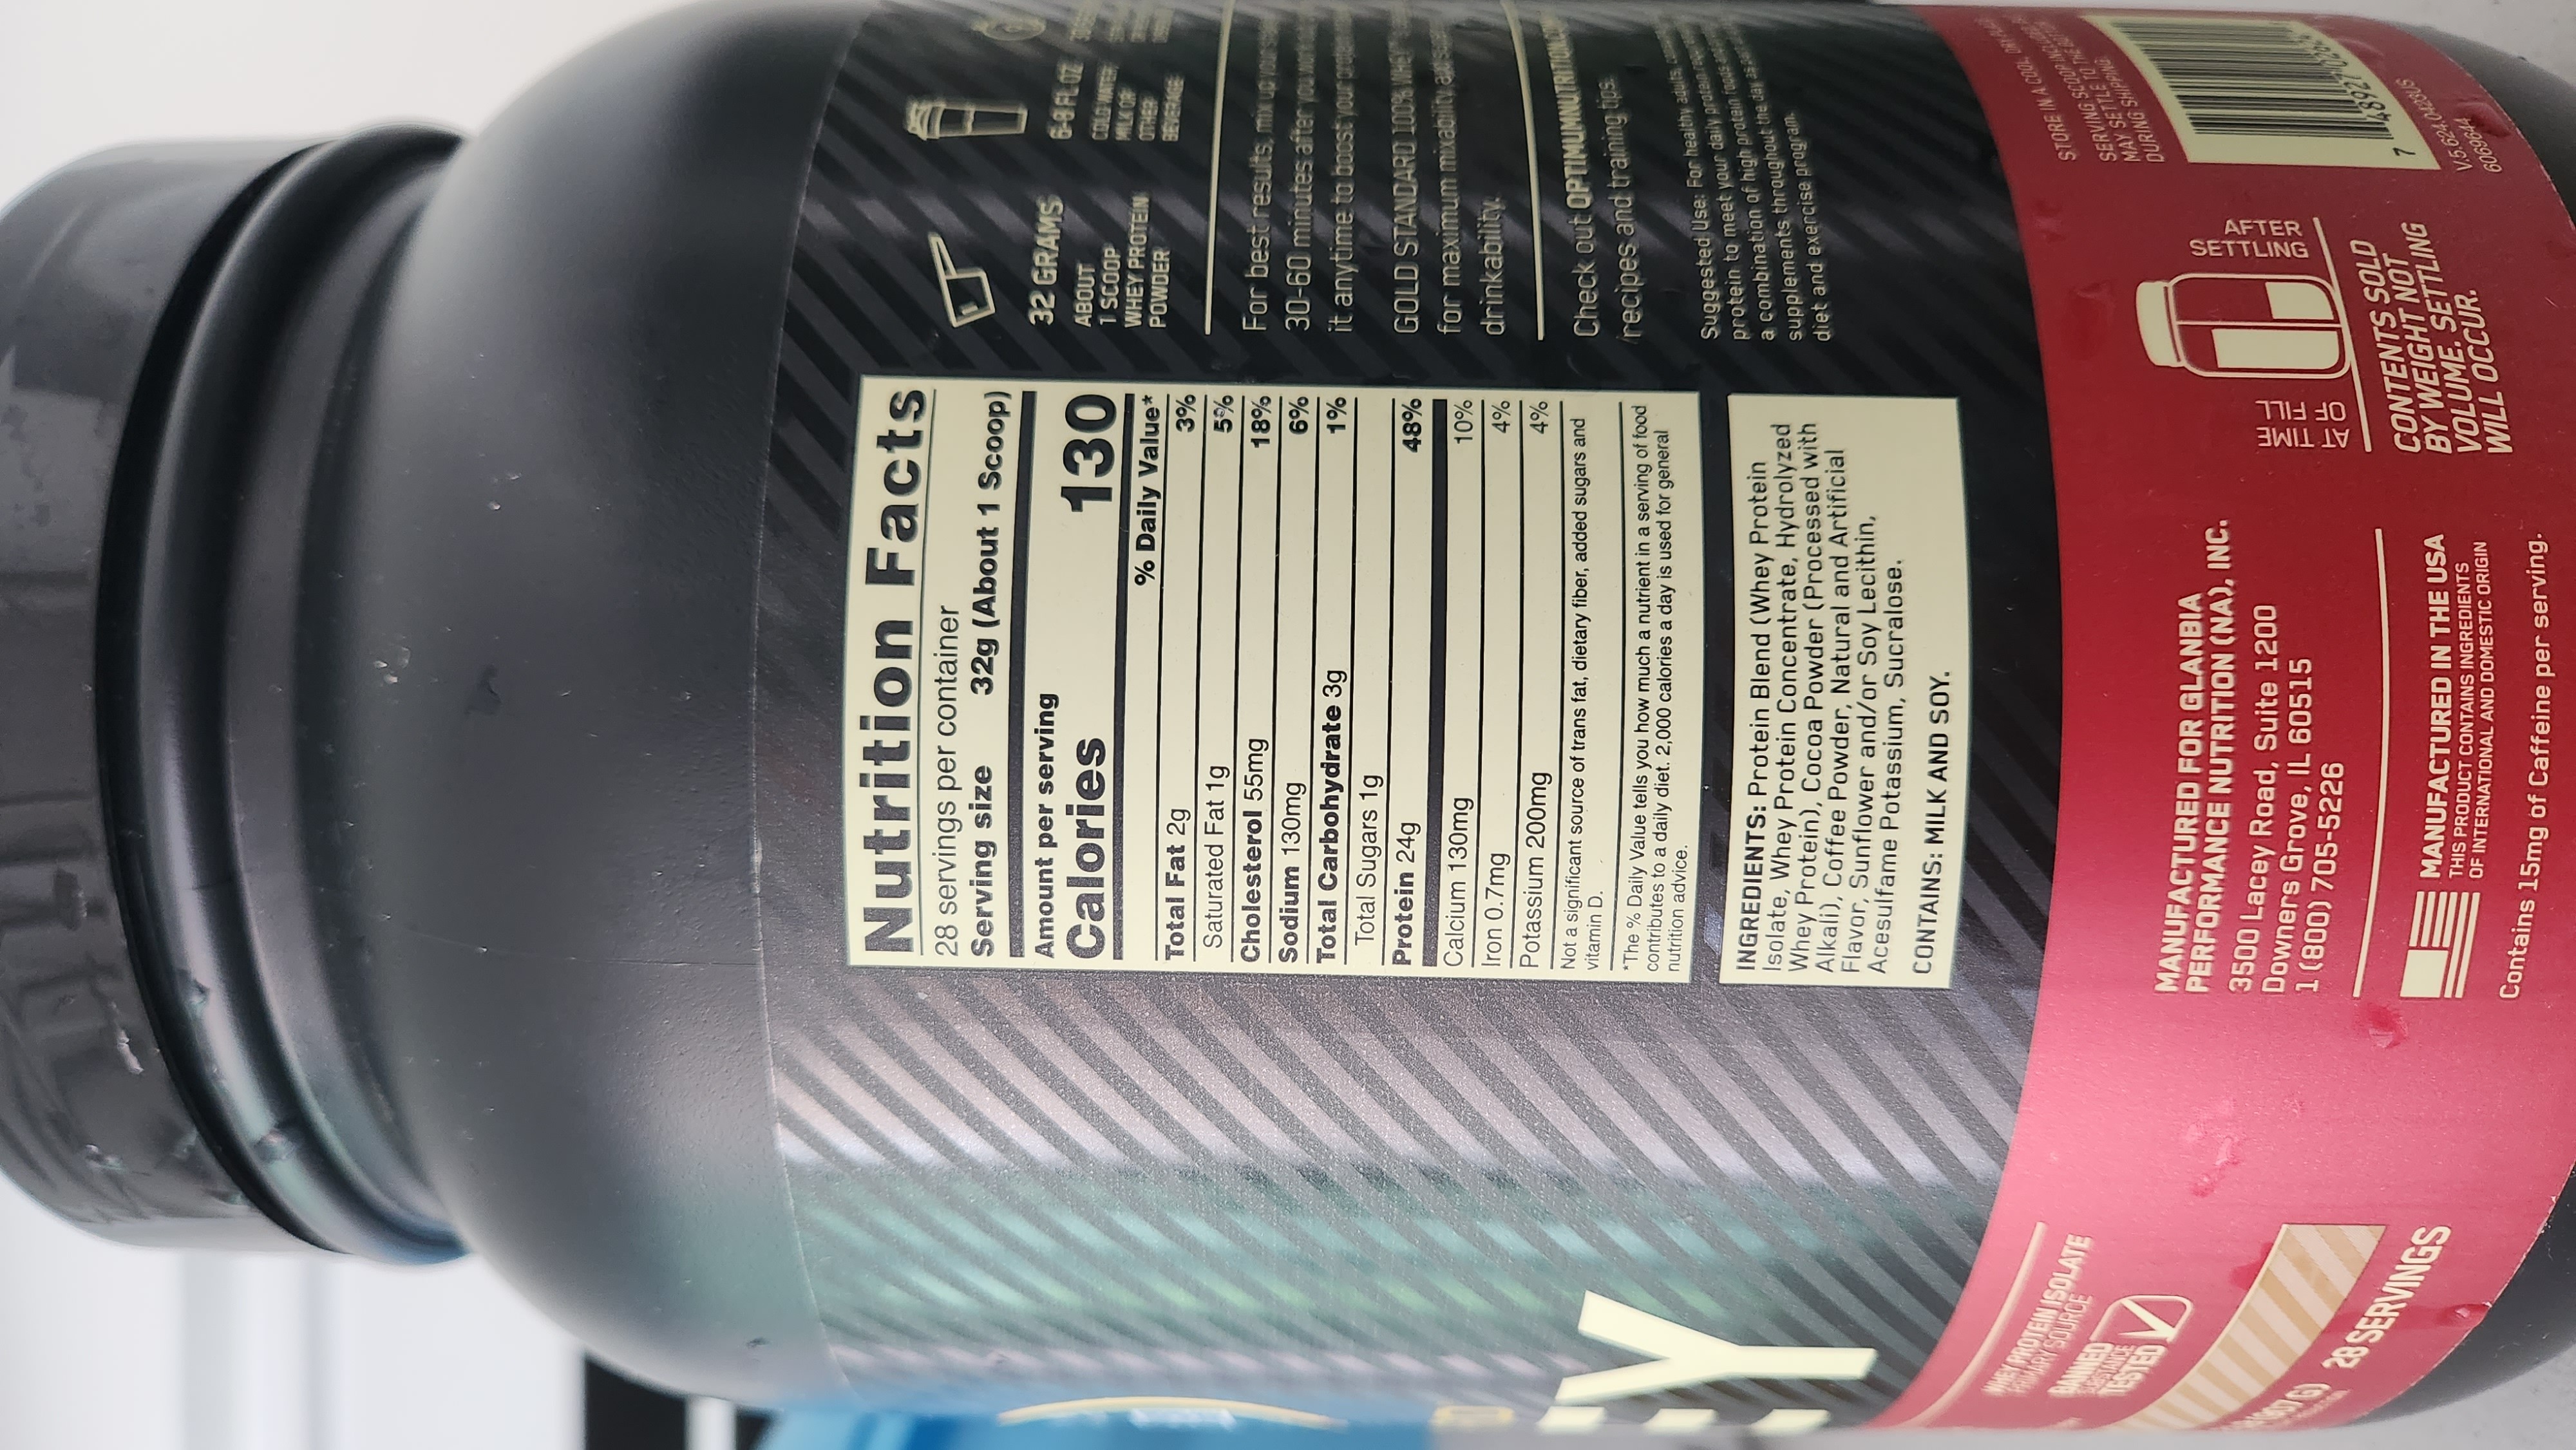 Nutrition Facts
28 servings per container
Serving size 32g (About 1 Scoop)
Amount per serving
Calories 130
% Daily Value*
Total Fat 2g 3%
Saturated Fat 1g 5%
Cholesterol 55mg 18%
Sodium 130mg 6%
Total Carbohydrate 3g 1%
Total Sugars 1g
Protein 24g 48%
Calcium 130mg 10%
Iron 0.7mg 4%
Potassium 200mg 4%
Not a significant source of trans fat, dietary fiber, added sugars and
vitamin D.
*The % Daily Value tells you how much a nutrient in a serving of food
contributes to a daily diet. 2,000 calories a day is used for general
nutrition advice.
INGREDIENTS: Protein Blend (Whey Protein
Isolate, Whey Protein Concentrate, Hydrolyzed
Whey Protein), Cocoa Powder (Processed with
Alkali), Coffee Powder, Natural and Artificial
Flavor, Sunflower and/or Soy Lecithin,
Acesulfame Potassium, Sucralose.
CONTAINS: MILK AND SOY.
32 GRAMS
ABOUT
1 SCOOP
WHEY PROTEIN
POWDER
6-8 FL OZ
COLD WATER
MILK OR
OTHER
BEVERAGE
For best results, mix up your
30-60 minutes after you
it anytime to boost your
GOLD STANDARD 100% WHEY
for maximum mixability
drinkability.
Check out OPTIMUMNUTRITION
/recipes and training tips.
Suggested Use: For healthy adults,
protein to meet your daily protein
a combination of high protein foods
supplements throughout the day
diet and exercise program.
MANUFACTURED FOR GLANBIA
PERFORMANCE NUTRITION (NA), INC.
3500 Lacey Road, Suite 1200
Downers Grove, IL 60515
1 (800) 705-5226
MANUFACTURED IN THE USA
THIS PRODUCT CONTAINS INGREDIENTS
OF INTERNATIONAL AND DOMESTIC ORIGIN
Contains 15mg of Caffeine per serving.
AT TIME
OF FILL
AFTER
SETTLING
CONTENTS SOLD
BY WEIGHT NOT
VOLUME. SETTLING
WILL OCCUR.
STORE IN A COOL, DRY
SERVING SCOOP INCLUDED,
MAY SETTLE TO THE
DURING SHIPPING.
7
EY
WHEY PROTEIN ISOLATE
PRIMARY SOURCE
BANNED
SUBSTANCE
TESTED
28 SERVINGS